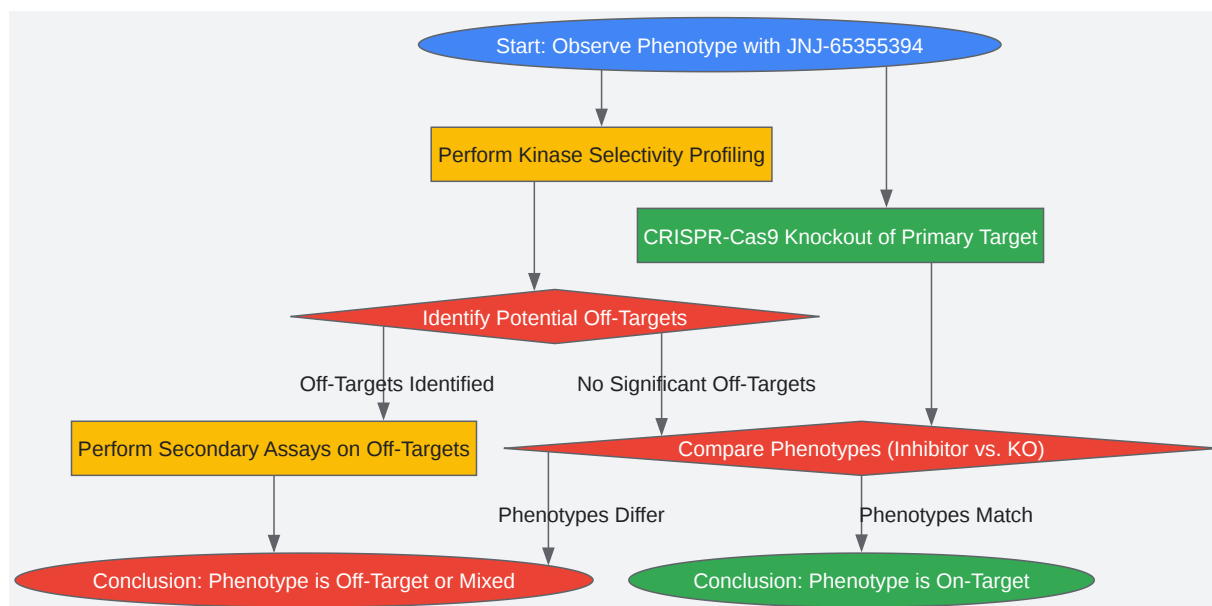 Start: Observe Phenotype with JNJ-65355394
Perform Kinase Selectivity Profiling
CRISPR-Cas9 Knockout of Primary Target
Identify Potential Off-Targets
Off-Targets Identified
No Significant Off-Targets
Perform Secondary Assays on Off-Targets
Compare Phenotypes (Inhibitor vs. KO)
Phenotypes Differ
Phenotypes Match
Conclusion: Phenotype is Off-Target or Mixed
Conclusion: Phenotype is On-Target